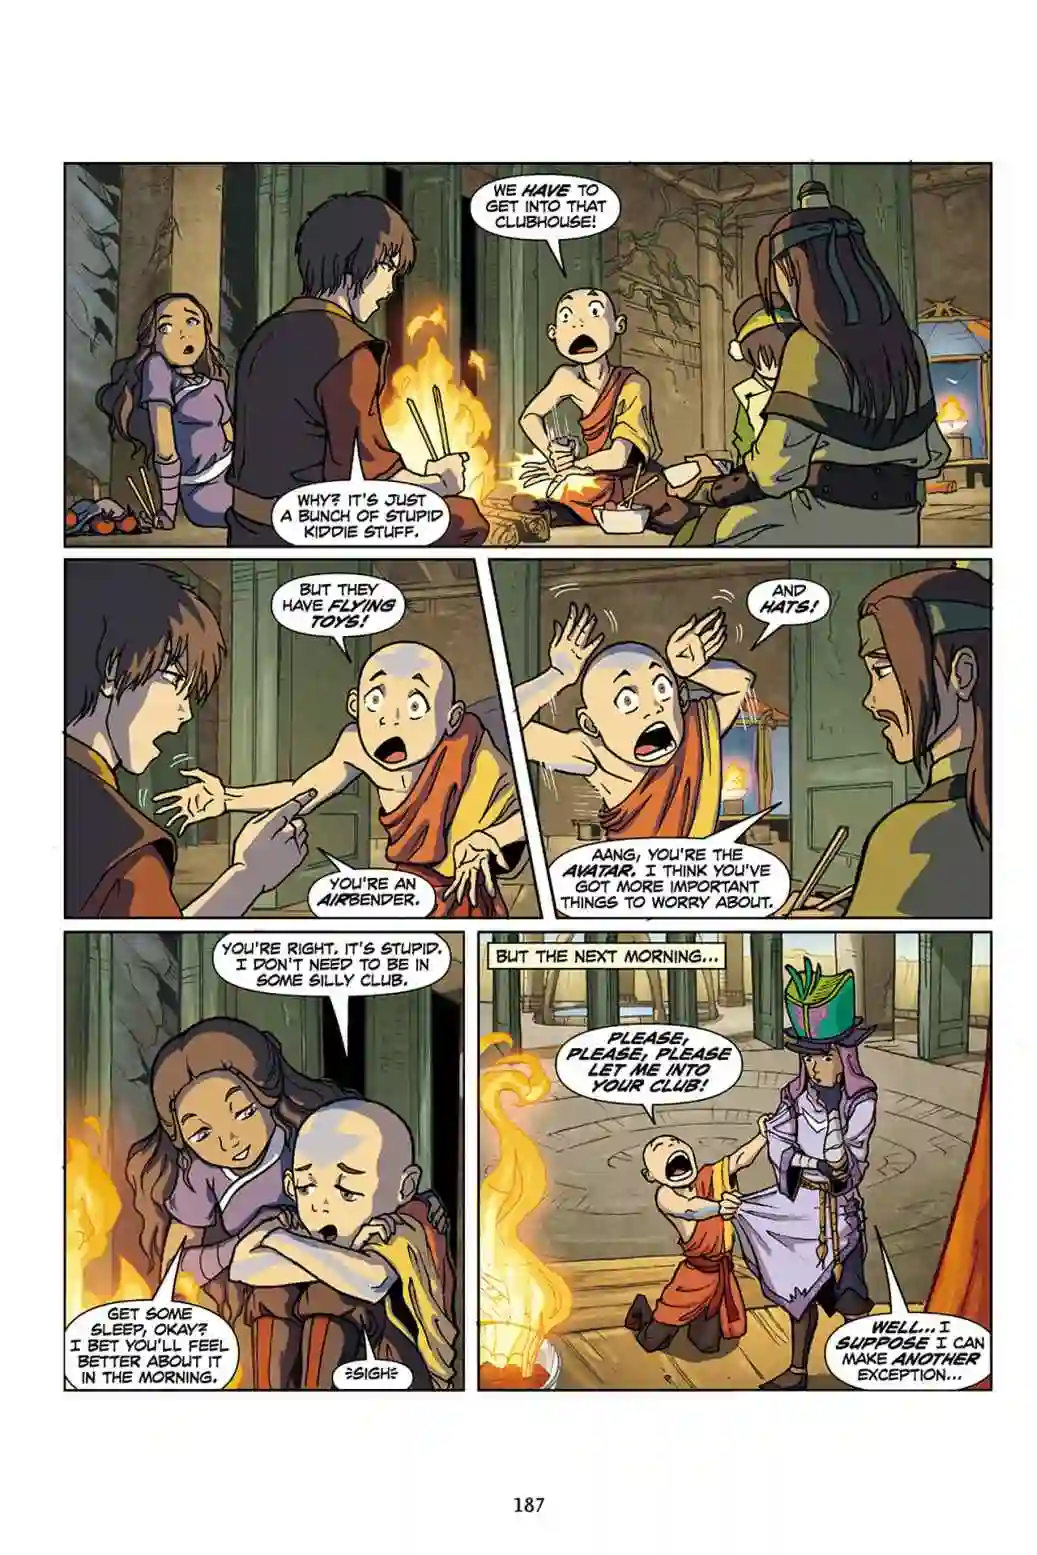 WE HAVE TO
GET INTO THAT
CLUBHOUSE!
WHY? IT'S JUST
A BUNCH OF STUPID
KIDDIE STUFF.
BUT THEY
HAVE FLYING
TOYS!
YOU'RE AN
AIRBENDER.
AND
HATS!
AANG, YOU'RE THE
AVATAR. I THINK YOU'VE
GOT MORE IMPORTANT
THINGS TO WORRY ABOUT.
YOU'RE RIGHT. IT'S STUPID.
I DON'T NEED TO BE IN
SOME SILLY CLUB.
GET SOME
SLEEP, OKAY?
I BET YOU'LL FEEL
BETTER ABOUT IT
IN THE MORNING.
SIGH
BUT THE NEXT MORNING...
PLEASE,
PLEASE, PLEASE
LET ME INTO
YOUR CLUB!
WELL... I
SUPPOSE I CAN
MAKE ANOTHER
EXCEPTION...
187